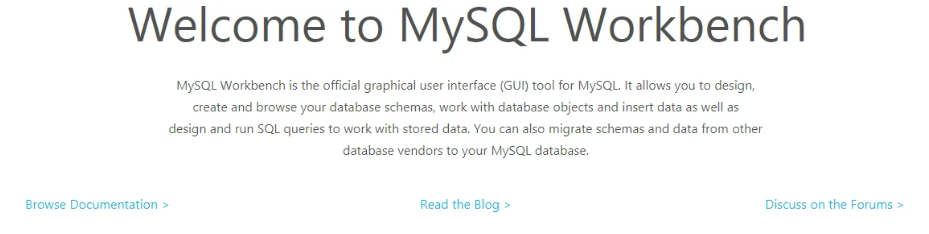 Welcome to MySQL Workbench
MySQL Workbench is the official graphical user interface (GUI) tool for MySQL. It allows you to design,
create and browse your database schemas, work with database objects and insert data as well as
design and run SQL queries to work with stored data. You can also migrate schemas and data from other
database vendors to your MySQL database.
Browse Documentation >
Read the Blog >
Discuss on the Forums >